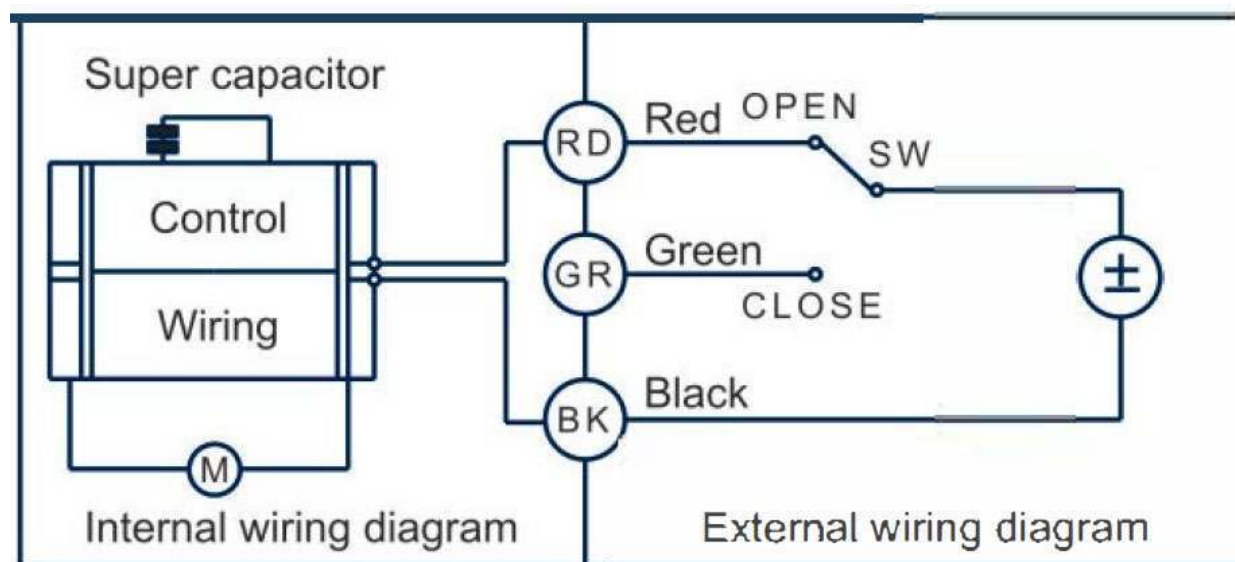 Super capacitor
Control
Wiring
M
Internal wiring diagram
RD
Red
OPEN
SW
GR
Green
CLOSE
±
BK
Black
External wiring diagram